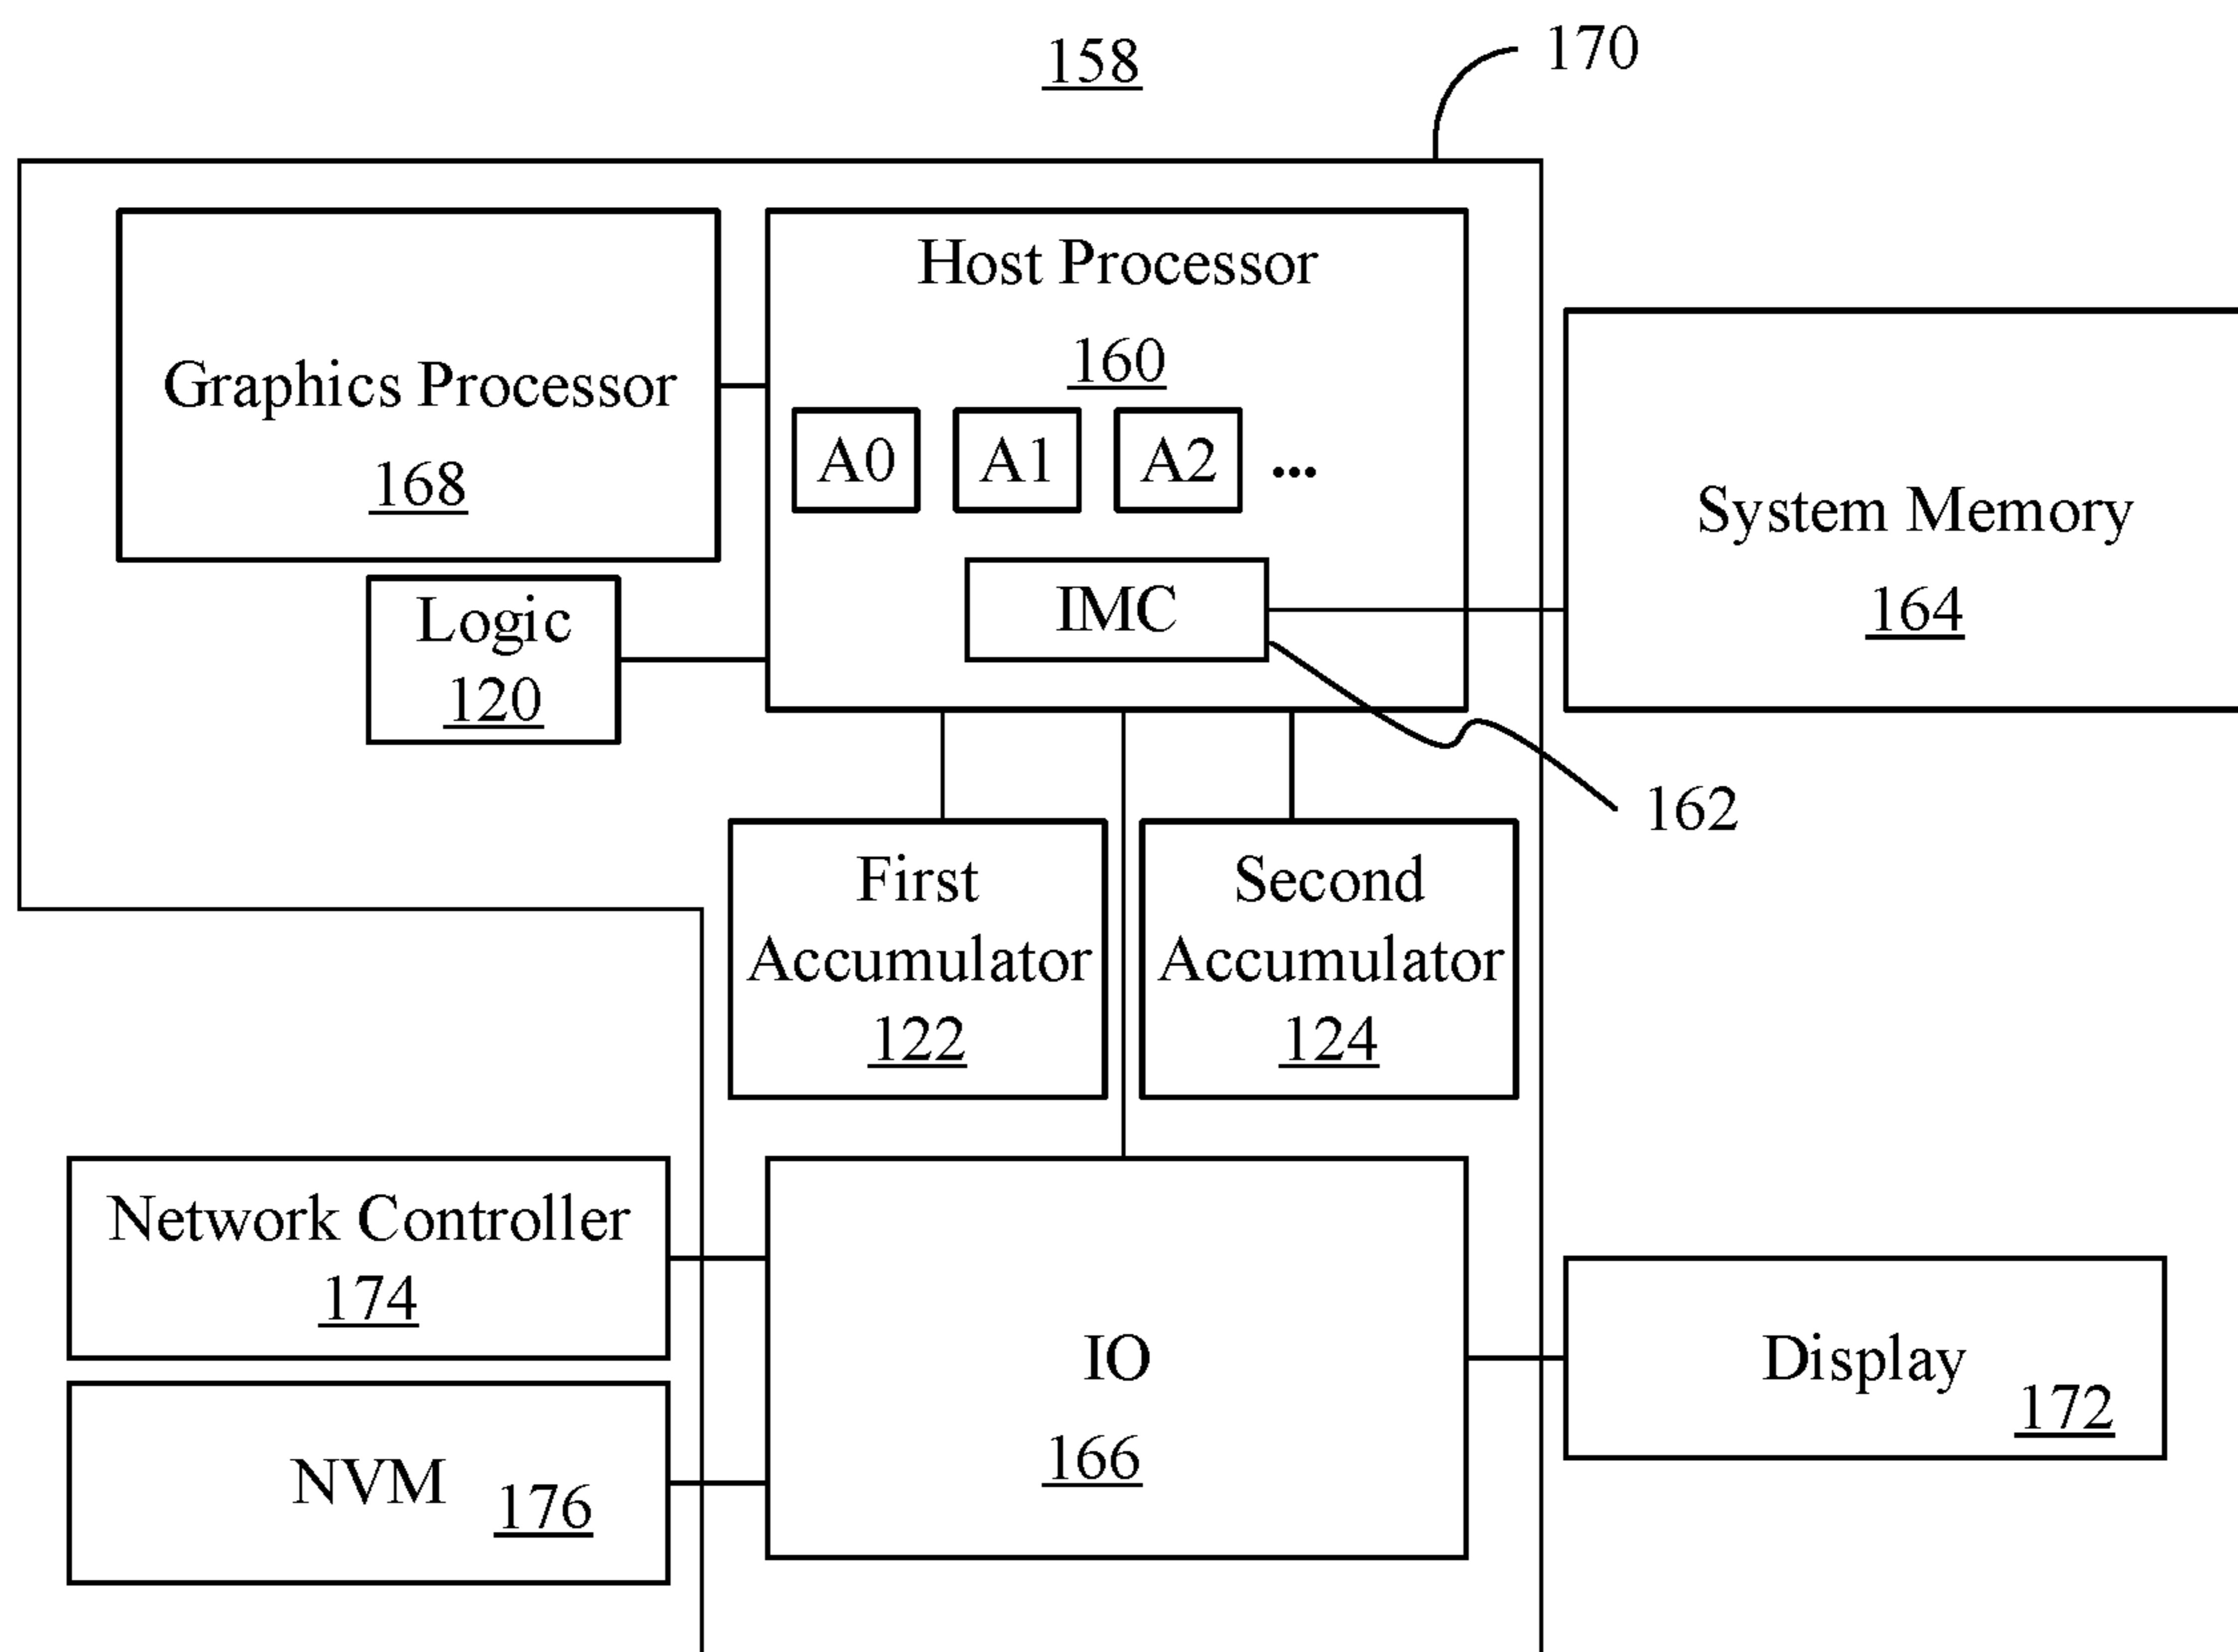 158
170
Host Processor
160
Graphics Processor
168
A0 A1 A2 ...
System Memory
164
IMC
Logic
120
162
First
Accumulator
122
Second
Accumulator
124
Network Controller
174
IO
166
Display
172
NVM
176